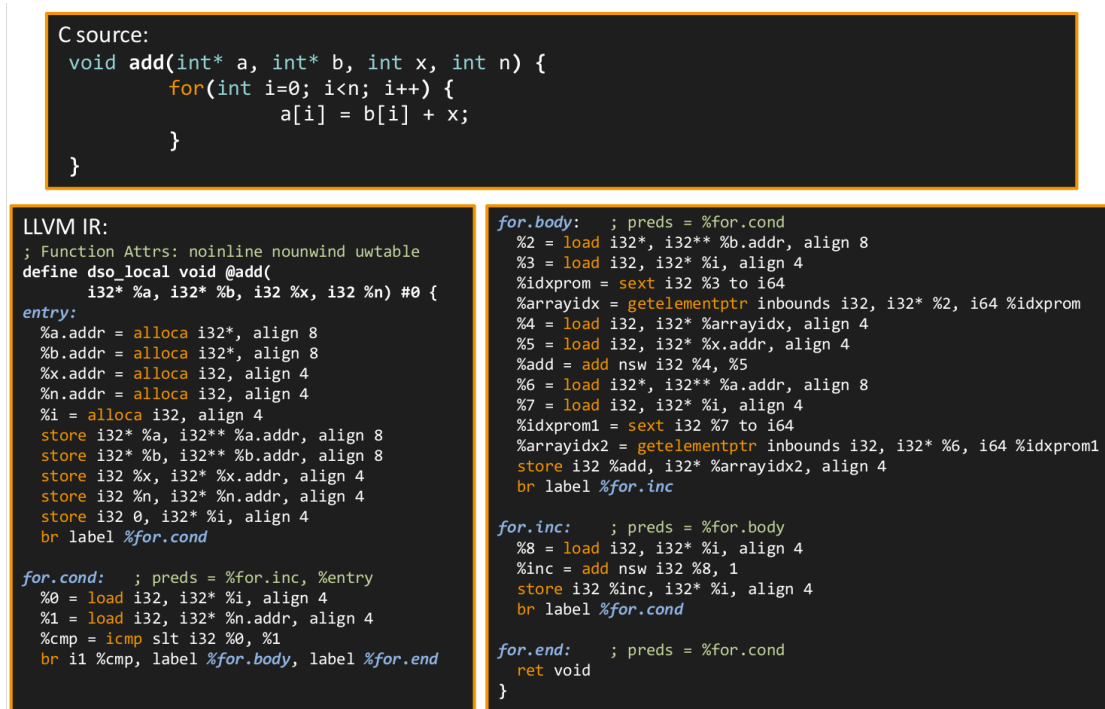 C source:
void add(int* a, int* b, int x, int n) {
for(int i=0; i<n; i++) {
a[i] = b[i] + x;
}
}
LLVM IR:
; Function Attrs: noinline nounwind uwtable
define dso_local void @add(
i32* %a, i32* %b, i32 %x, i32 %n) #0 {
entry:
%a.addr = alloca i32*, align 8
%b.addr = alloca i32*, align 8
%x.addr = alloca i32, align 4
%n.addr = alloca i32, align 4
%i = alloca i32, align 4
store i32* %a, i32** %a.addr, align 8
store i32* %b, i32** %b.addr, align 8
store i32 %x, i32* %x.addr, align 4
store i32 %n, i32* %n.addr, align 4
store i32 0, i32* %i, align 4
br label %for.cond
for.cond: ; preds = %for.inc, %entry
%0 = load i32, i32* %i, align 4
%1 = load i32, i32* %n.addr, align 4
%cmp = icmp slt i32 %0, %1
br i1 %cmp, label %for.body, label %for.end
for.body: ; preds = %for.cond
%2 = load i32*, i32** %b.addr, align 8
%3 = load i32, i32* %i, align 4
%idxprom = sext i32 %3 to i64
%arrayidx = getelementptr inbounds i32, i32* %2, i64 %idxprom
%4 = load i32, i32* %arrayidx, align 4
%5 = load i32, i32* %x.addr, align 4
%add = add nsw i32 %4, %5
%6 = load i32*, i32** %a.addr, align 8
%7 = load i32, i32* %i, align 4
%idxprom1 = sext i32 %7 to i64
%arrayidx2 = getelementptr inbounds i32, i32* %6, i64 %idxprom1
store i32 %add, i32* %arrayidx2, align 4
br label %for.inc
for.inc: ; preds = %for.body
%8 = load i32, i32* %i, align 4
%inc = add nsw i32 %8, 1
store i32 %inc, i32* %i, align 4
br label %for.cond
for.end: ; preds = %for.cond
ret void
}